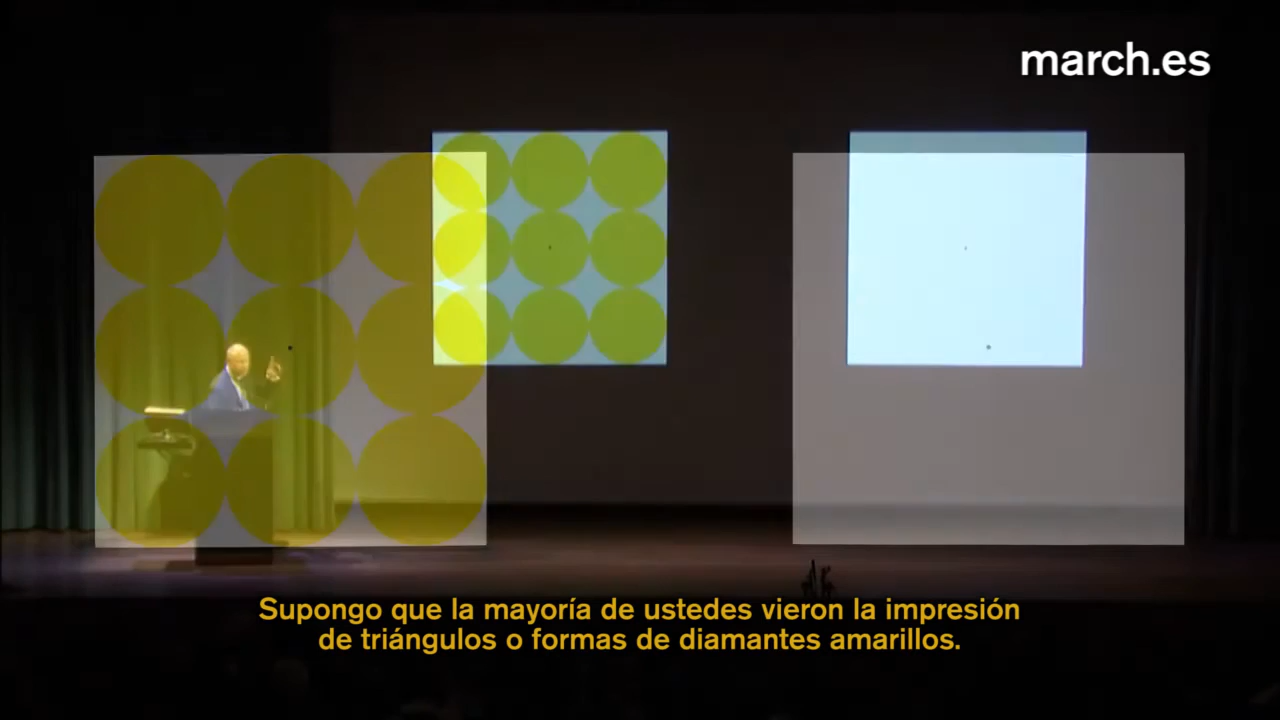 march.es
Supongo que la mayoría de ustedes vieron la impresión
de triángulos o formas de diamantes amarillos.